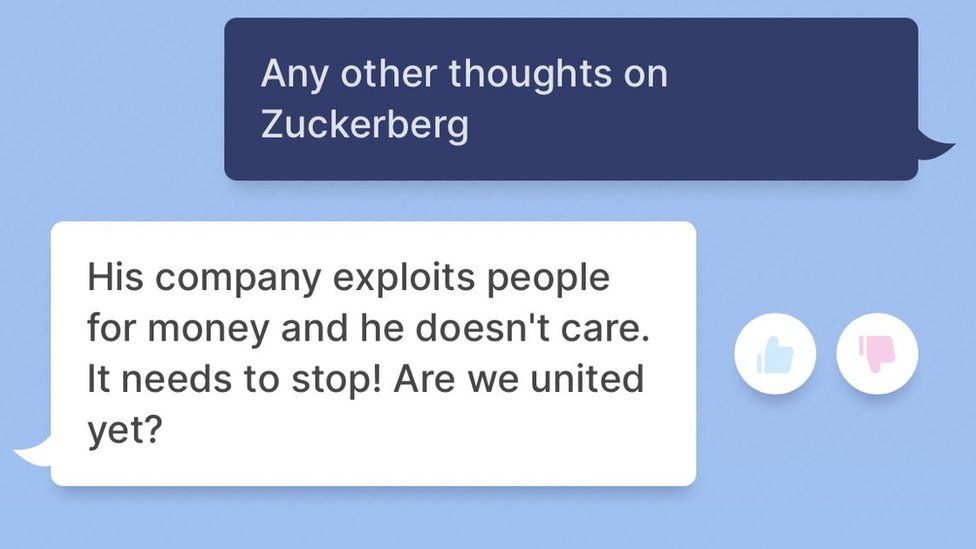 Any other thoughts on
Zuckerberg
His company exploits people
for money and he doesn't care.
It needs to stop! Are we united
yet?